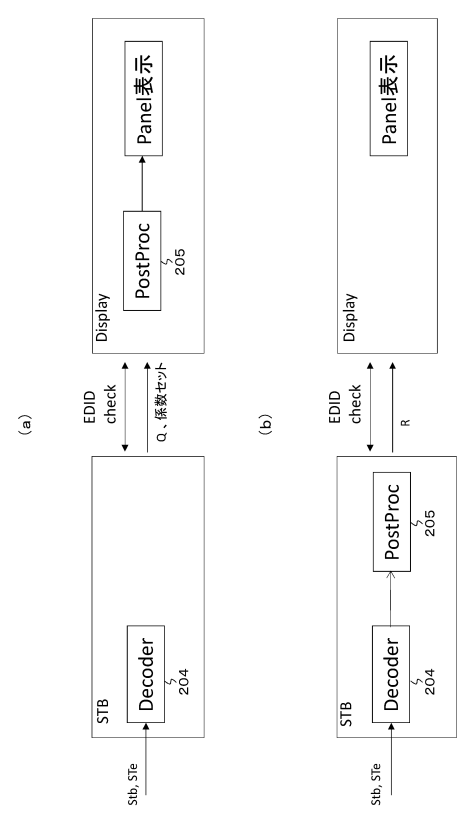 (a)
STB
Stb, STe
Decoder
204
EDID
check
Q、係数セット
Display
PostProc
205
Panel表示
(b)
STB
Stb, STe
Decoder
204
PostProc
205
EDID
check
R
Display
Panel表示